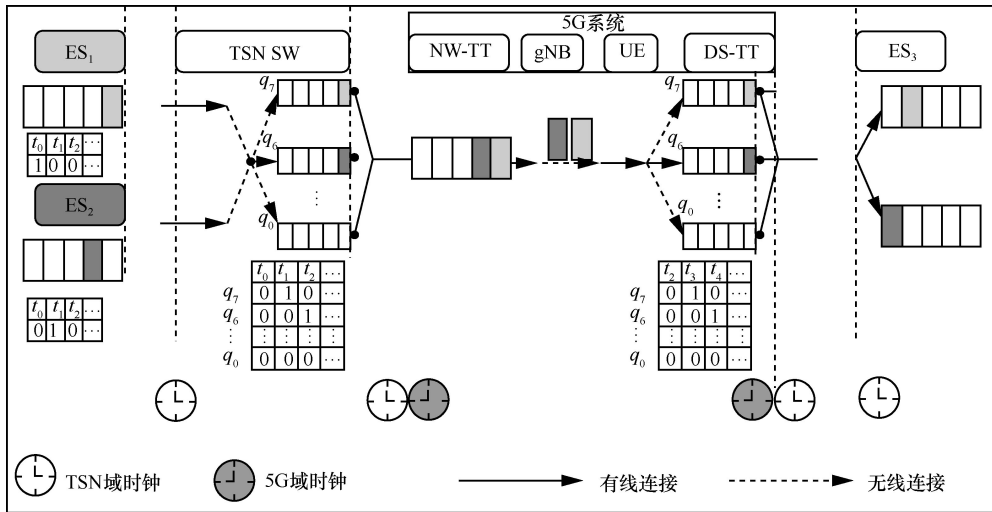 5G系统
ES₁ TSN SW NW-TT gNB UE DS-TT ES₃
q₇ q₇
t₀ t₁ t₂ ···
1 0 0 ···
q₆ q₆
ES₂
⋮ ⋮
q₀ q₀
t₀ t₁ t₂ ···
0 1 0 ···
t₀ t₁ t₂ ···
q₇ 0 1 0 ···
q₆ 0 0 1 ···
⋮ ⋮ ⋮ ⋮ ···
q₀ 0 0 0 ···
t₂ t₃ t₄ ···
q₇ 0 1 0 ···
q₆ 0 0 1 ···
⋮ ⋮ ⋮ ⋮ ···
q₀ 0 0 0 ···
TSN域时钟 5G域时钟 有线连接 无线连接